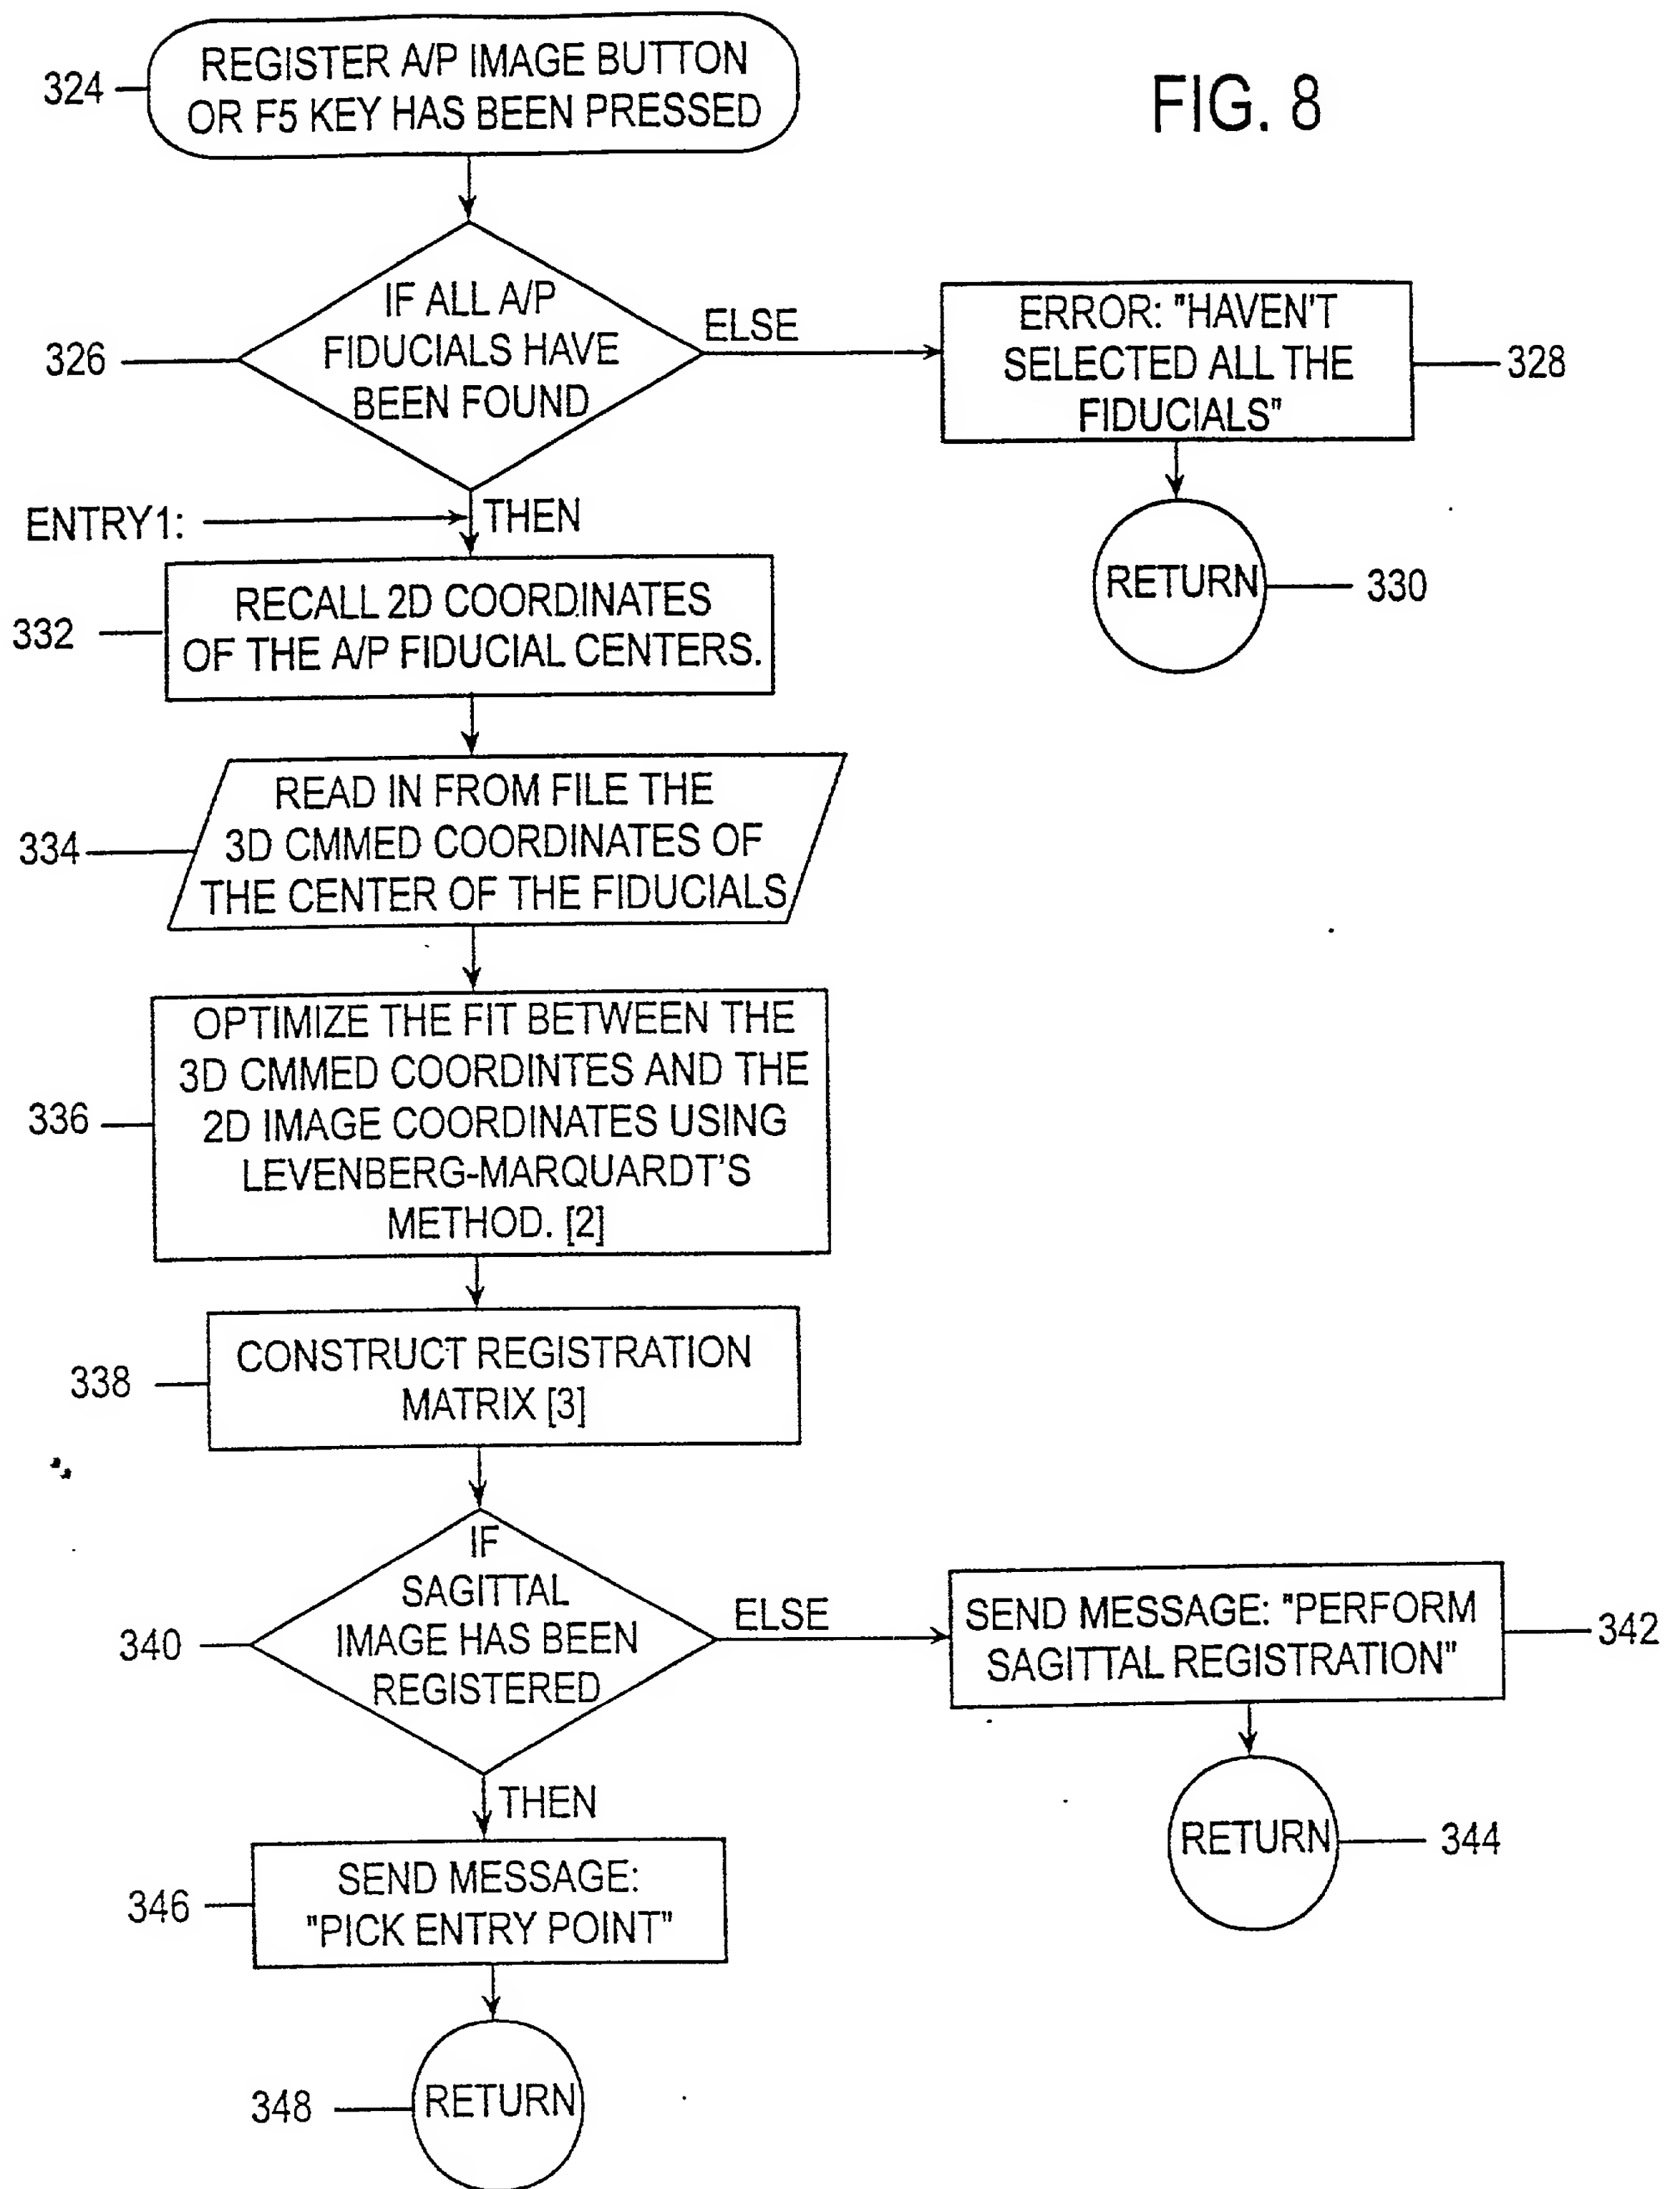 FIG. 8
324
REGISTER A/P IMAGE BUTTON
OR F5 KEY HAS BEEN PRESSED
326
IF ALL A/P
FIDUCIALS HAVE
BEEN FOUND
ELSE
ERROR: "HAVEN'T
SELECTED ALL THE
FIDUCIALS"
328
RETURN
330
ENTRY1:
THEN
332
RECALL 2D COORDINATES
OF THE A/P FIDUCIAL CENTERS.
334
READ IN FROM FILE THE
3D CMMED COORDINATES OF
THE CENTER OF THE FIDUCIALS
336
OPTIMIZE THE FIT BETWEEN THE
3D CMMED COORDINTES AND THE
2D IMAGE COORDINATES USING
LEVENBERG-MARQUARDT'S
METHOD. [2]
338
CONSTRUCT REGISTRATION
MATRIX [3]
340
IF
SAGITTAL
IMAGE HAS BEEN
REGISTERED
ELSE
SEND MESSAGE: "PERFORM
SAGITTAL REGISTRATION"
342
RETURN
344
THEN
346
SEND MESSAGE:
"PICK ENTRY POINT"
348
RETURN